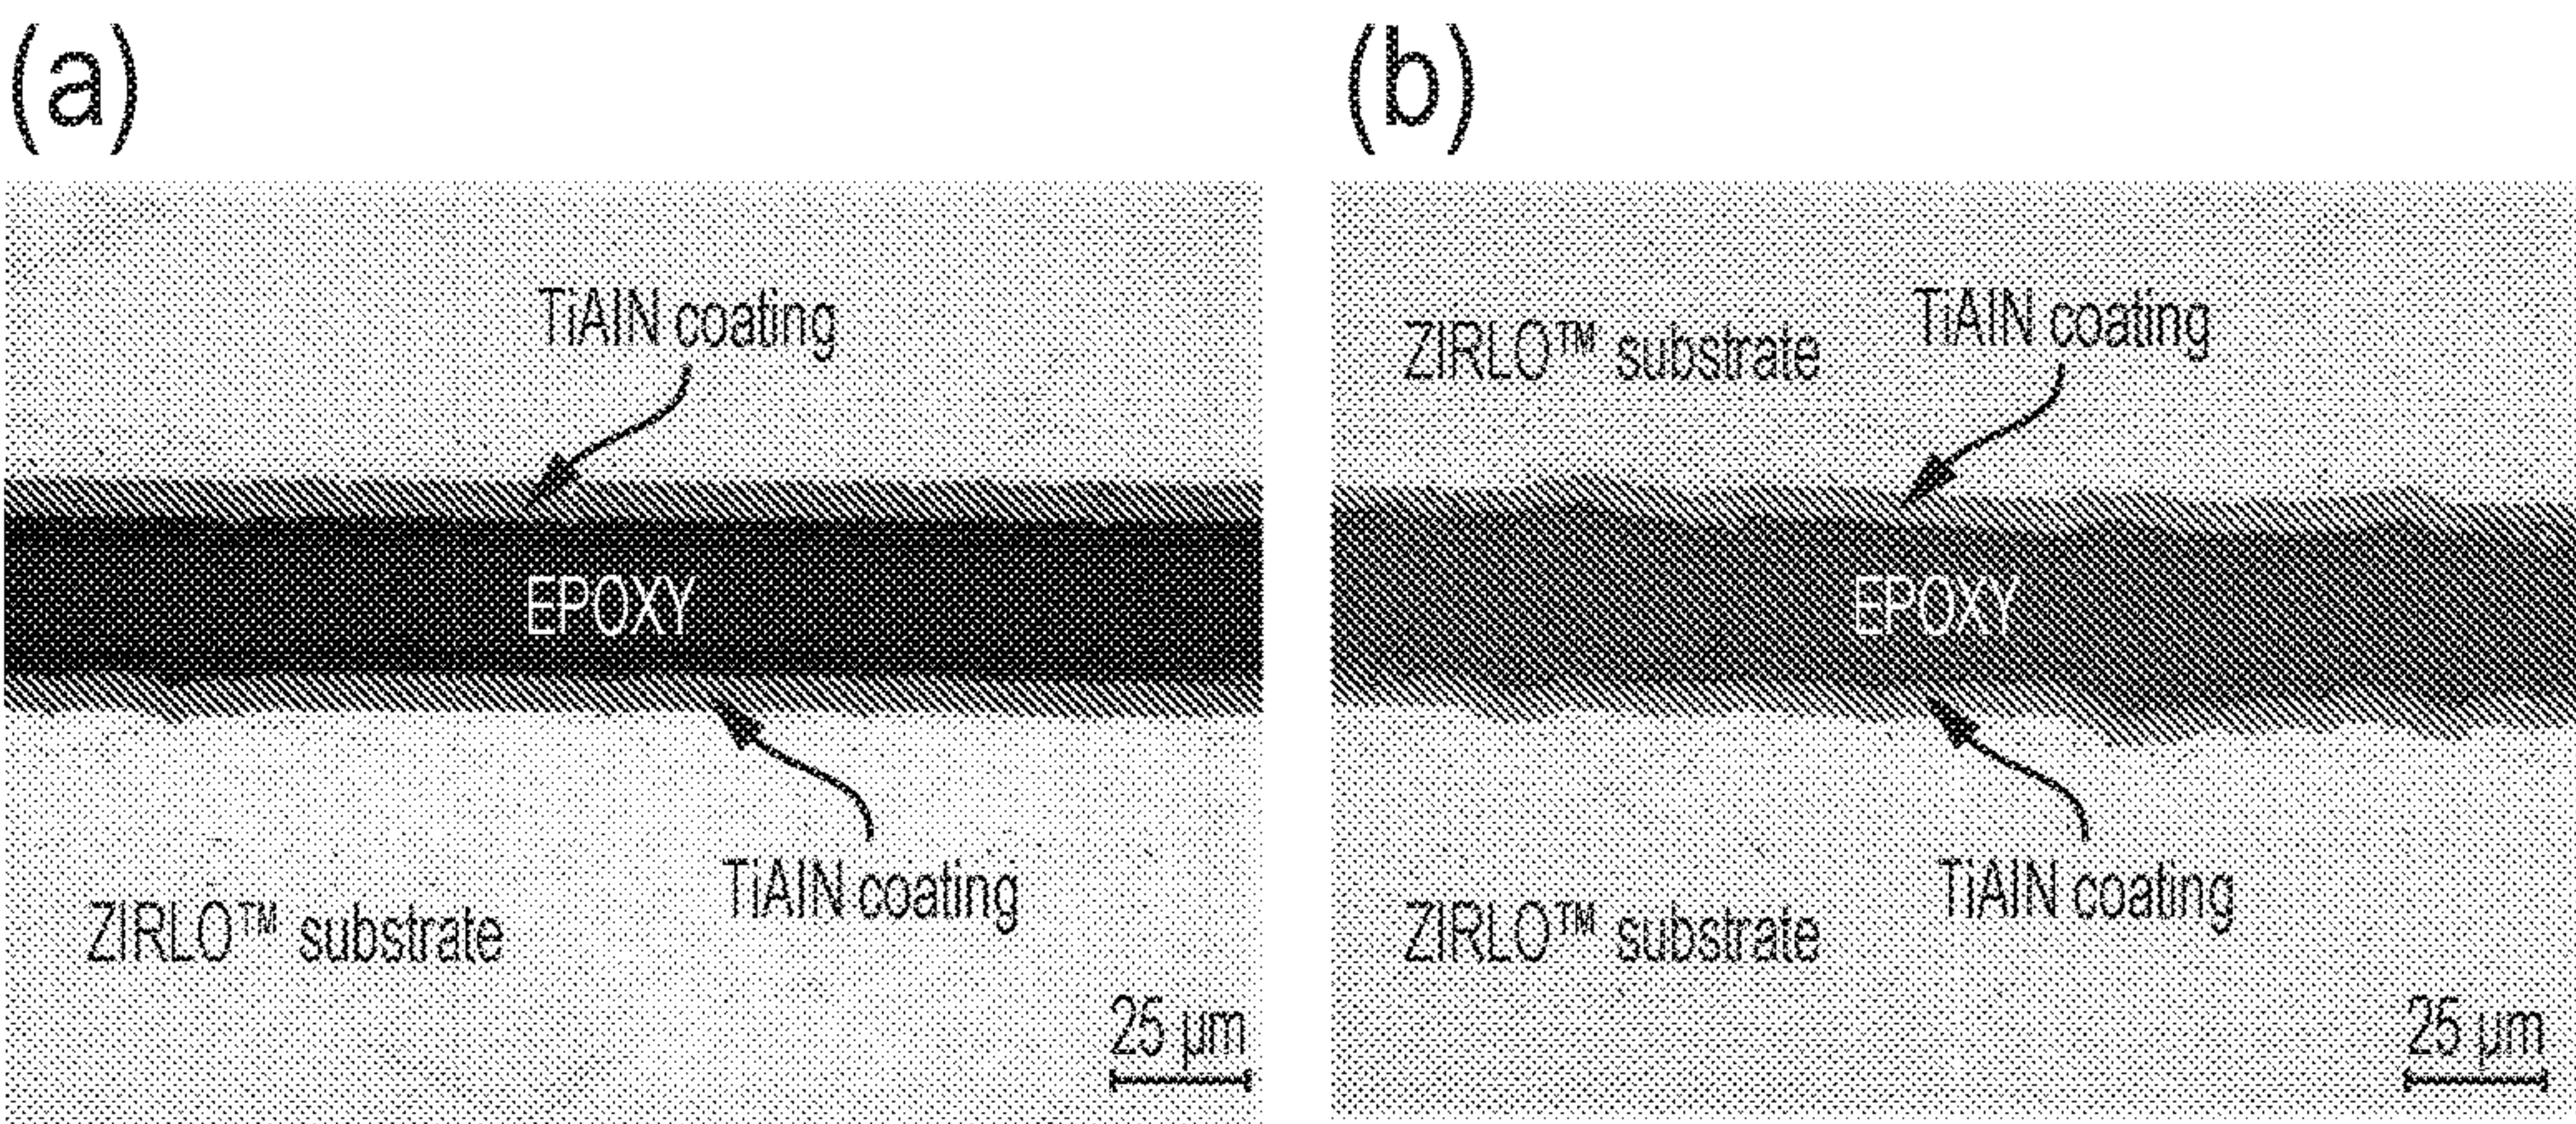 (a)
TiAlN coating
EPOXY
TiAlN coating
ZIRLO™ substrate
25 µm
(b)
ZIRLO™ substrate
TiAlN coating
EPOXY
TiAlN coating
ZIRLO™ substrate
25 µm